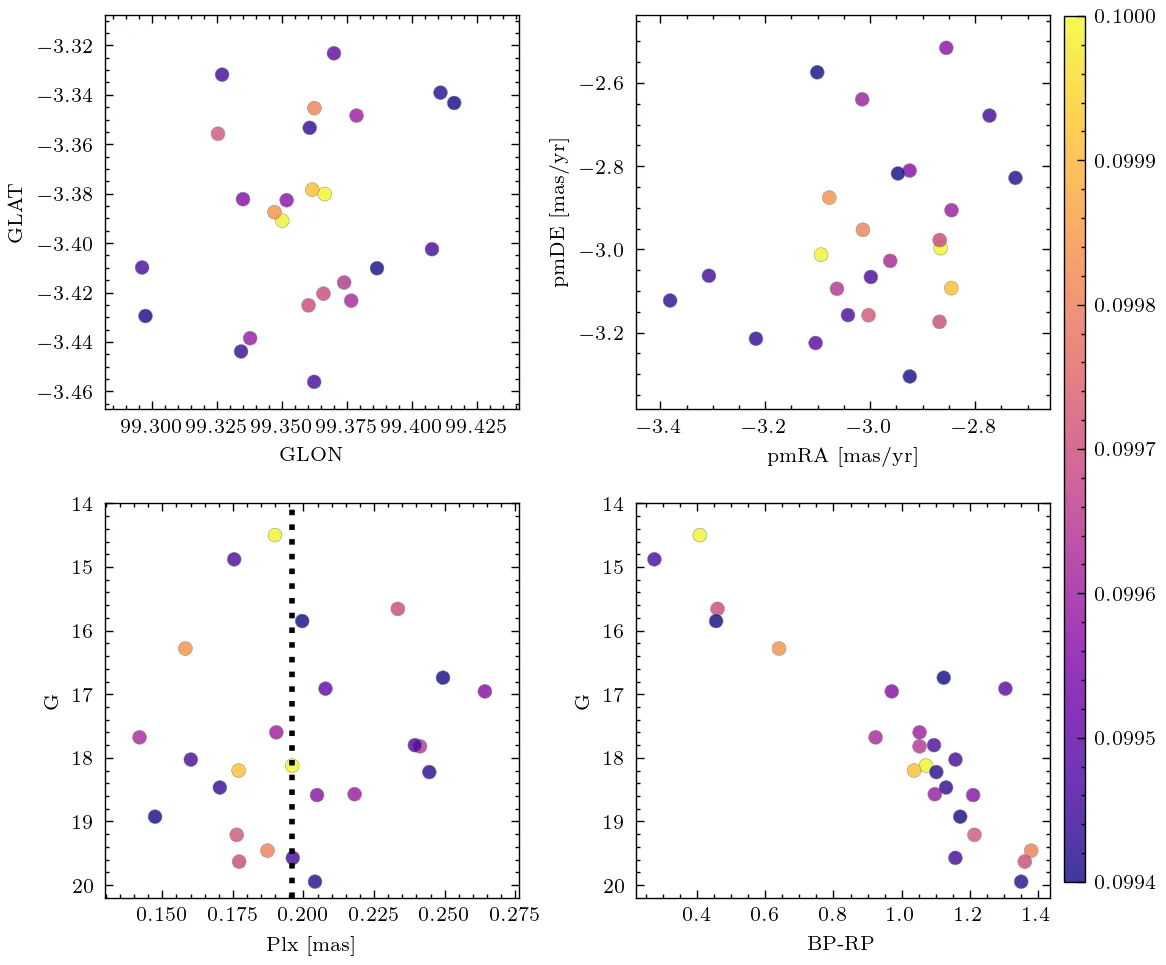 −3.32
−3.34
−3.36
−3.38
−3.40
−3.42
−3.44
−3.46
GLAT
99.300 99.325 99.350 99.375 99.400 99.425
GLON
−2.6
−2.8
−3.0
−3.2
pmDE [mas/yr]
−3.4 −3.2 −3.0 −2.8
pmRA [mas/yr]
0.1000
0.0999
0.0998
0.0997
0.0996
0.0995
0.0994
14
15
16
17
18
19
20
G
0.150 0.175 0.200 0.225 0.250 0.275
Plx [mas]
14
15
16
17
18
19
20
G
0.4 0.6 0.8 1.0 1.2 1.4
BP-RP